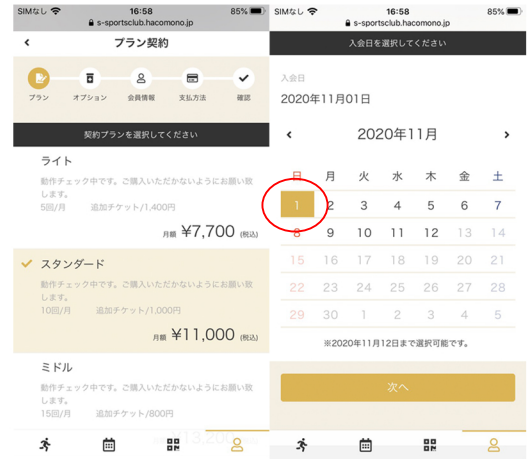 SIMなし 16:58 85%
s-sportsclub.hacomono.jp
プラン契約
プラン オプション 会員情報 支払方法 確認
契約プランを選択してください
ライト
動作チェック中です。ご購入いただかないようにお願い致
します。
5回/月 追加チケット/1,400円
月額 ¥7,700 (税込)
スタンダード
動作チェック中です。ご購入いただかないようにお願い致
します。
10回/月 追加チケット/1,000円
月額 ¥11,000 (税込)
ミドル
動作チェック中です。ご購入いただかないようにお願い致
します。
15回/月 追加チケット/800円
¥13,200
SIMなし 16:58 85%
s-sportsclub.hacomono.jp
入会日を選択してください
入会日
2020年11月01日
2020年11月
日 月 火 水 木 金 土
1 2 3 4 5 6 7
8 9 10 11 12 13 14
15 16 17 18 19 20 21
22 23 24 25 26 27 28
29 30 1 2 3 4 5
※2020年11月12日まで選択可能です。
次へ